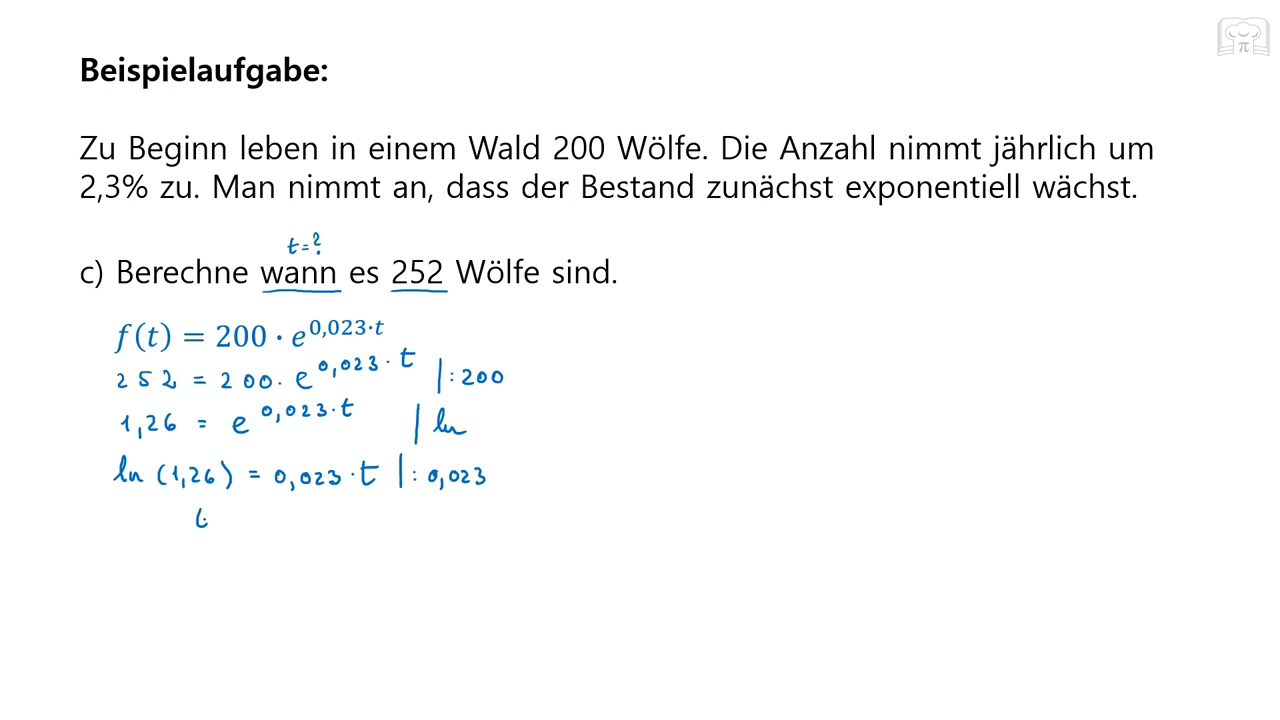 Beispielaufgabe:
Zu Beginn leben in einem Wald 200 Wölfe. Die Anzahl nimmt jährlich um
2,3% zu. Man nimmt an, dass der Bestand zunächst exponentiell wächst.
t=?
c) Berechne wann es 252 Wölfe sind.
f(t) = 200 · e^{0,023·t}
252 = 200 · e^{0,023·t} | :200
1,26 = e^{0,023·t} | ln
ln (1,26) = 0,023 · t | : 0,023